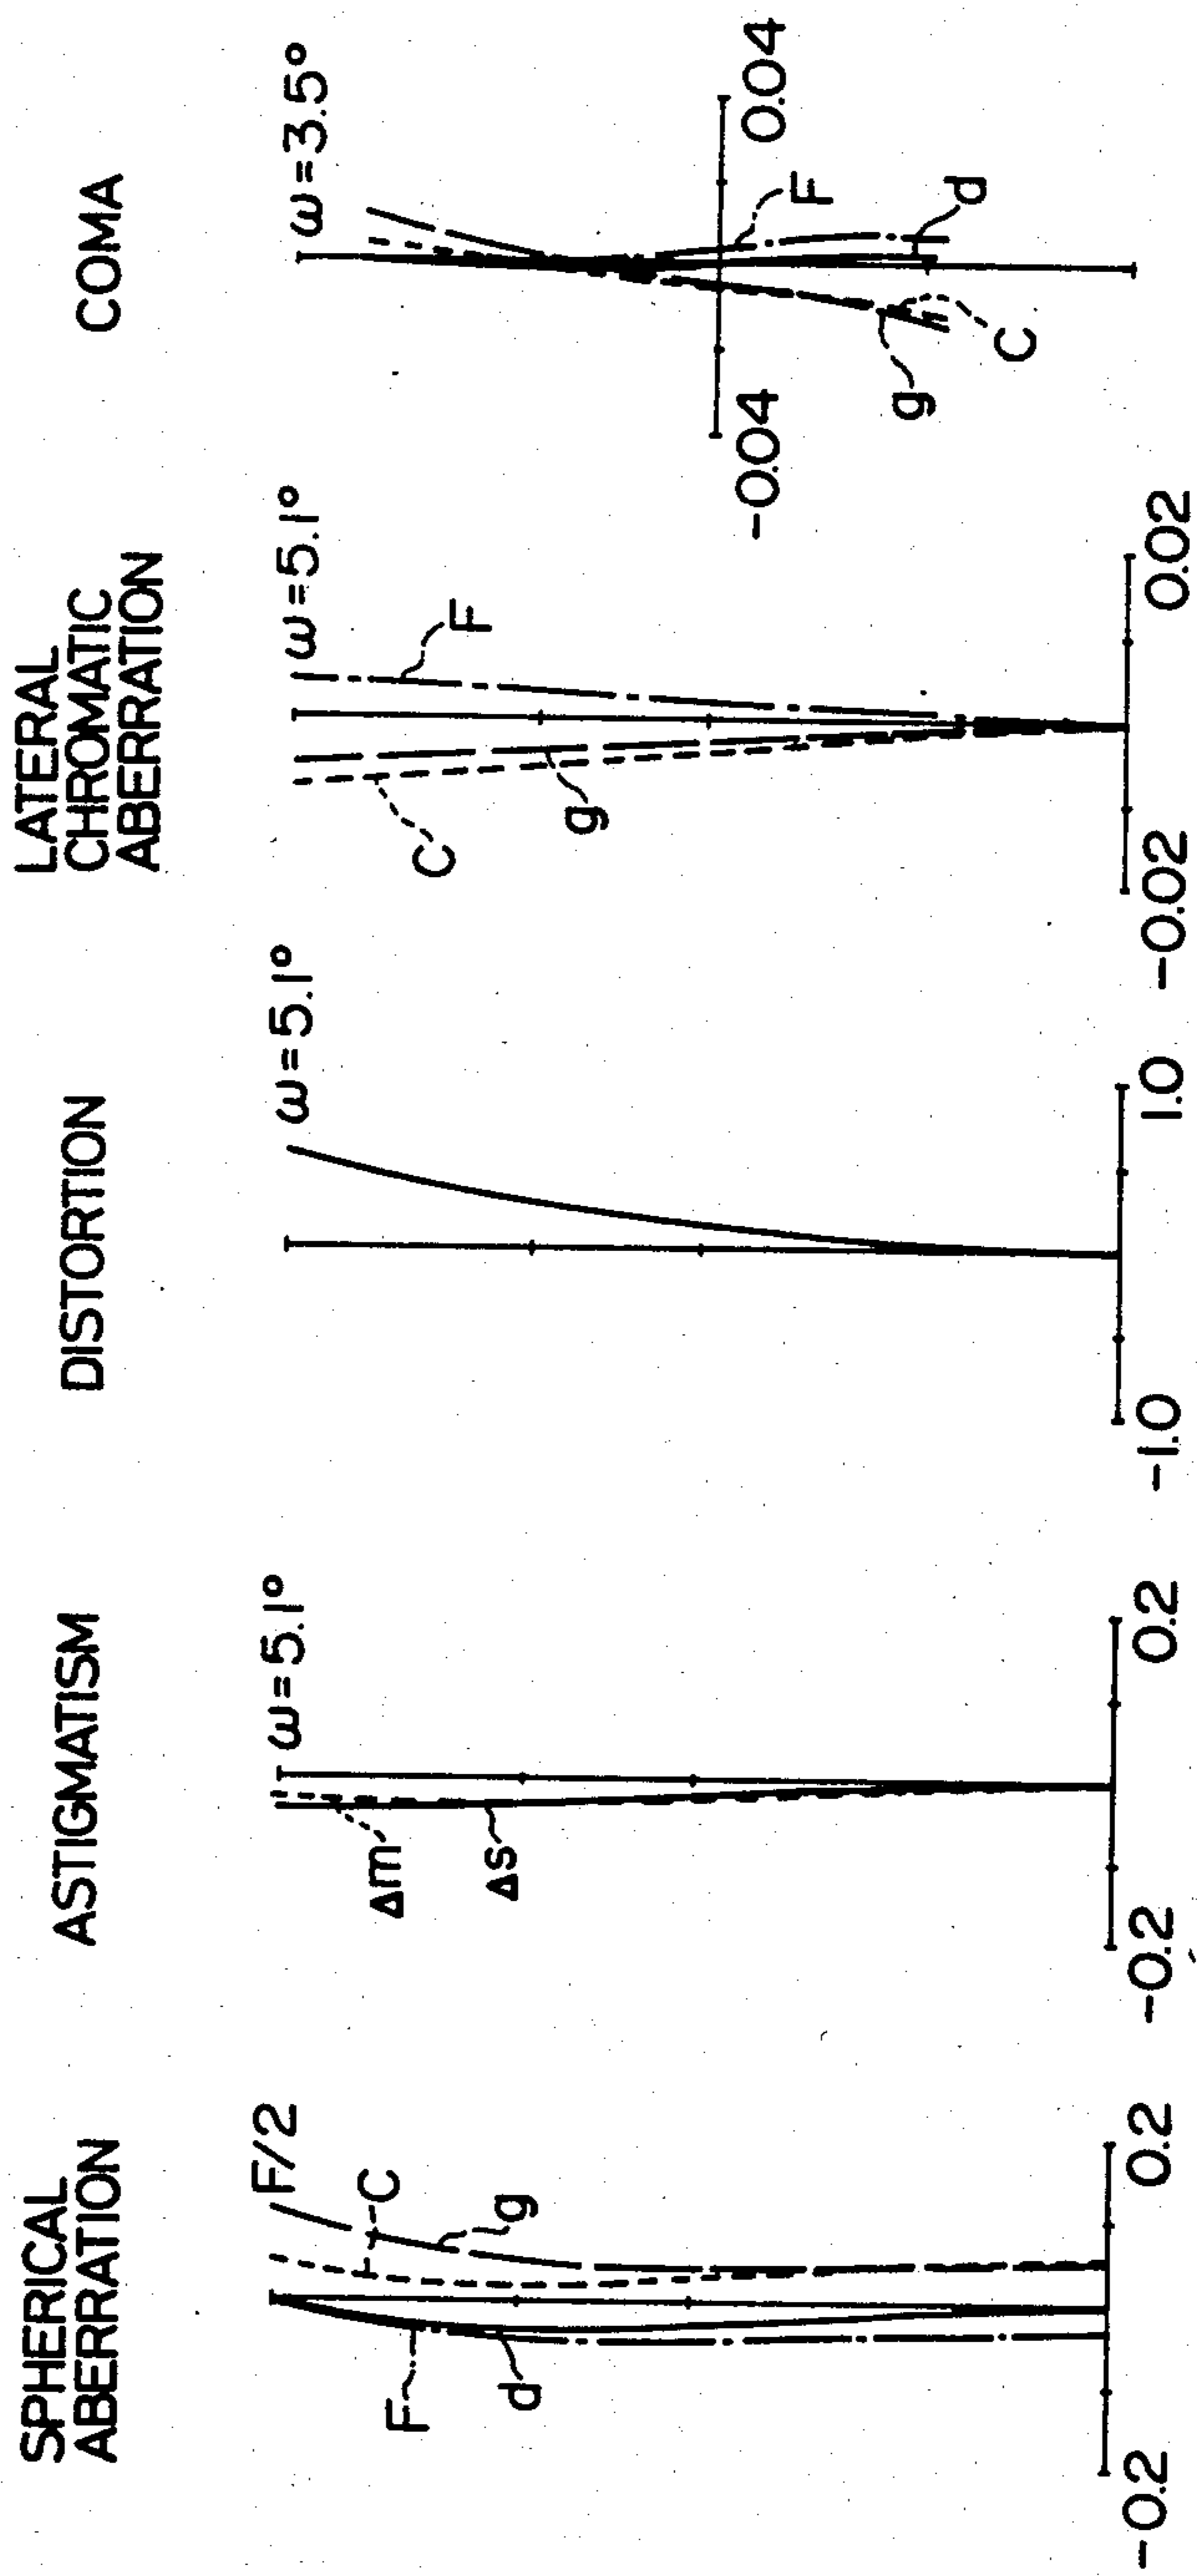 SPHERICAL
ABERRATION
F/2
C
g
F
d
-0.2
0.2
ASTIGMATISM
ω=5.1°
Δm
Δs
-0.2
0.2
DISTORTION
ω=5.1°
-1.0
1.0
LATERAL
CHROMATIC
ABERRATION
ω=5.1°
F
C
g
-0.02
0.02
COMA
ω=3.5°
-0.04
0.04
F
d
g
C